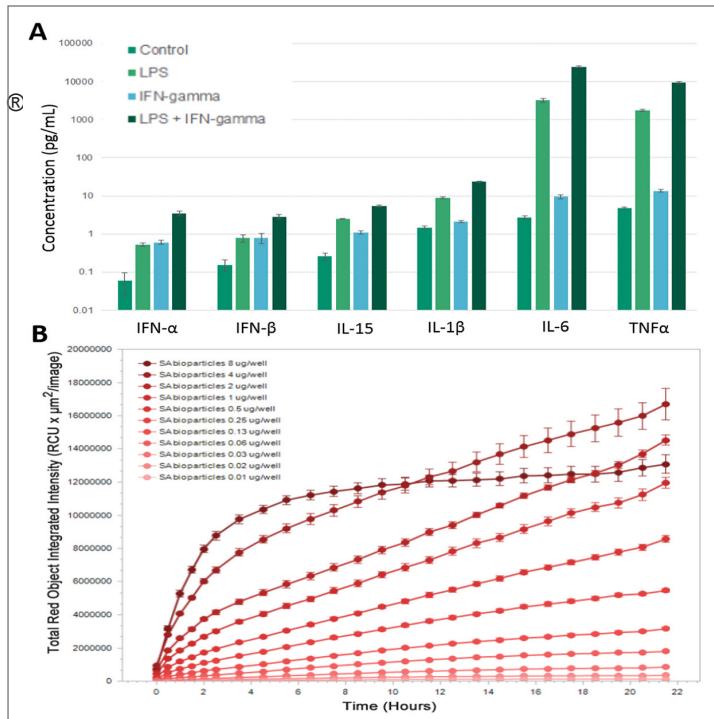 A
Control
LPS
IFN-gamma
LPS + IFN-gamma
Concentration (pg/mL)
100000
10000
1000
100
10
1
0.1
0.01
IFN-α
IFN-β
IL-15
IL-1β
IL-6
TNFα
®
B
SAbioparticles 8 ug/well
SAbioparticles 4 ug/well
SAbioparticles 2 ug/well
SAbioparticles 1 ug/well
SAbioparticles 0.5 ug/well
SAbioparticles 0.25 ug/well
SAbioparticles 0.13 ug/well
SAbioparticles 0.06 ug/well
SAbioparticles 0.03 ug/well
SAbioparticles 0.02 ug/well
SAbioparticles 0.01 ug/well
Total Red Object Integrated Intensity (RCU x µm²/image)
20000000
18000000
16000000
14000000
12000000
10000000
8000000
6000000
4000000
2000000
0
0 2 4 6 8 10 12 14 16 18 20 22
Time (Hours)